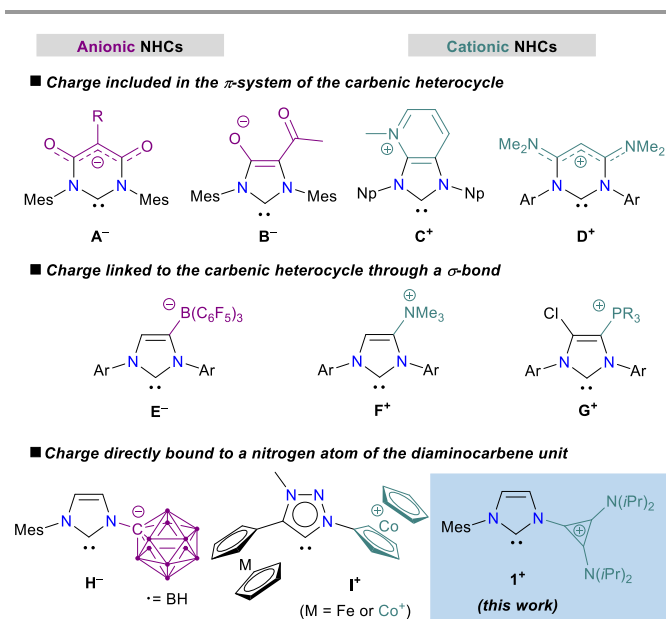 Anionic NHCs Cationic NHCs
■ Charge included in the π-system of the carbenic heterocycle
R O O N N Mes Mes A⁻
O O N N Mes Mes B⁻
N N N Np Np C⁺
Me2N NMe2 N N Ar Ar D⁺
■ Charge linked to the carbenic heterocycle through a σ-bond
B(C6F5)3 N N Ar Ar E⁻
NMe3 N N Ar Ar F⁺
Cl PR3 N N Ar Ar G⁺
■ Charge directly bound to a nitrogen atom of the diaminocarbene unit
N N Mes C H⁻
·= BH
N N N M Co I⁺
(M = Fe or Co⁺)
N N Mes N(iPr)2 N(iPr)2 1⁺
(this work)